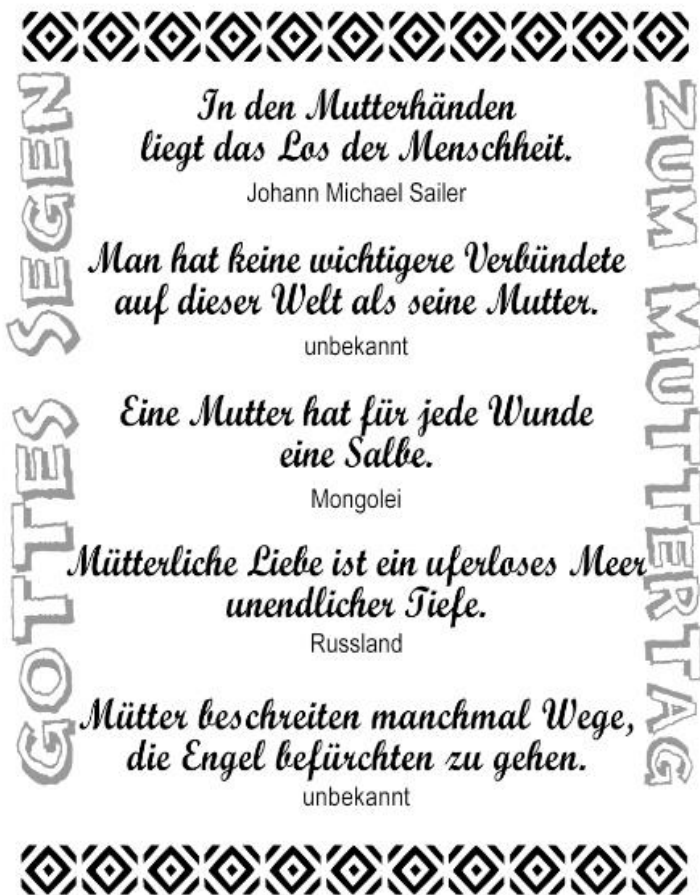 GOTTES SEGEN
In den Mutterhänden
liegt das Los der Menschheit.
Johann Michael Sailer
Man hat keine wichtigere Verbündete
auf dieser Welt als seine Mutter.
unbekannt
Eine Mutter hat für jede Wunde
eine Salbe.
Mongolei
Mütterliche Liebe ist ein uferloses Meer
unendlicher Tiefe.
Russland
Mütter beschreiten manchmal Wege,
die Engel befürchten zu gehen.
unbekannt
ZUM MUTTERTAG